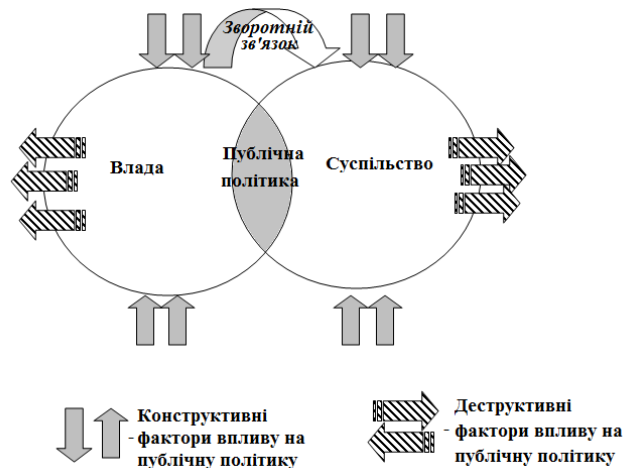 Зворотній
зв'язок
Влада
Публічна
політика
Суспільство
Конструктивні
- фактори впливу на
публічну політику
Деструктивні
- фактори впливу на
публічну політику